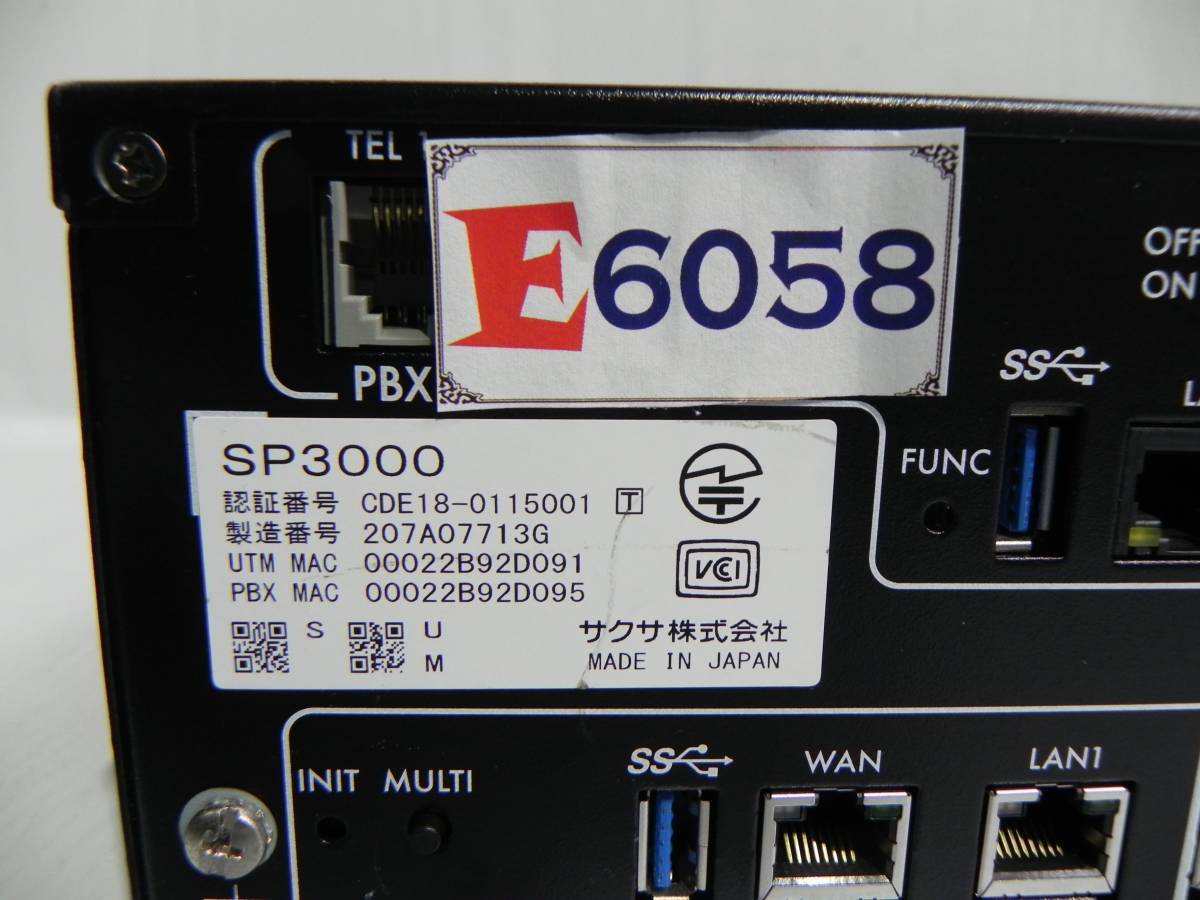 TEL
E6058
OFF
ON
PBX
SS
FUNC
SP3000
認証番号 CDE18-0115001 T
製造番号 207A07713G
UTM MAC 00022B92D091
PBX MAC 00022B92D095
VCCI
S
U
M
サクサ株式会社
MADE IN JAPAN
INIT MULTI
SS
WAN
LAN1